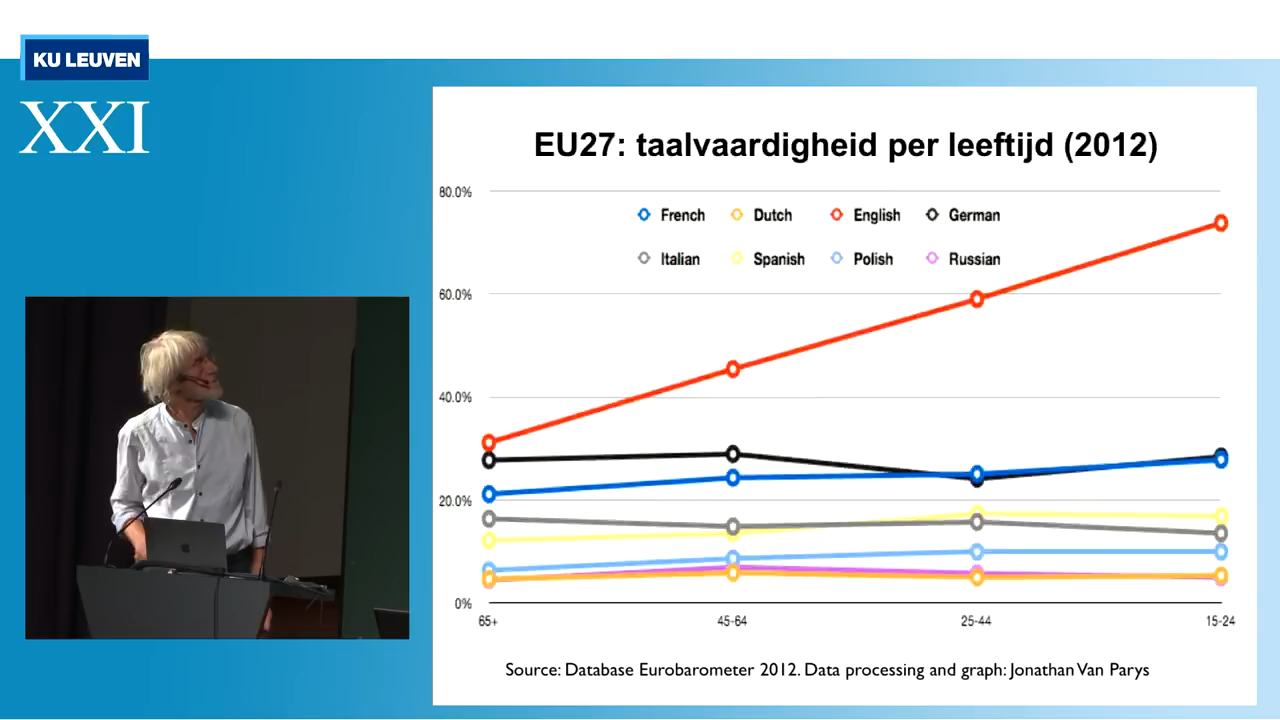 KU LEUVEN
XXI
EU27: taalvaardigheid per leeftijd (2012)
80.0%
French Dutch English German
Italian Spanish Polish Russian
60.0%
40.0%
20.0%
0%
65+ 45-64 25-44 15-24
Source: Database Eurobarometer 2012. Data processing and graph: Jonathan Van Parys